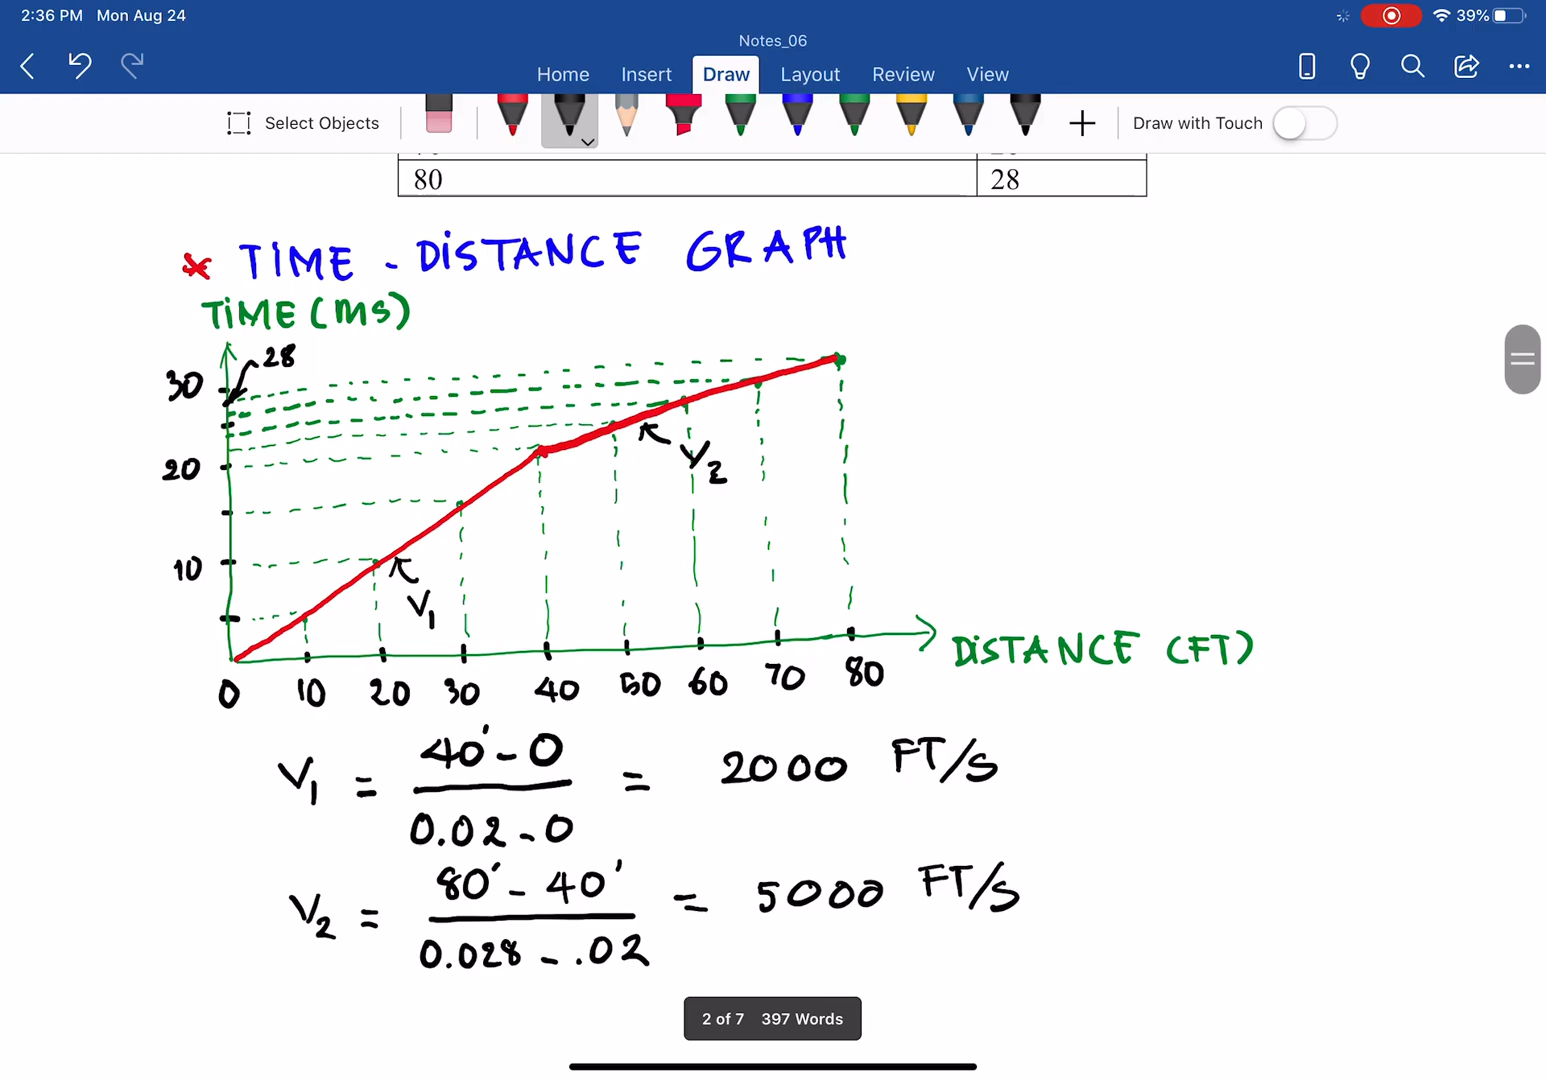 2:36 PM Mon Aug 24
39%
Notes_06
Home Insert Draw Layout Review View
Select Objects
Draw with Touch
80 28
* TIME - DISTANCE GRAPH
TIME (MS)
28
30
20
10
V2
V1
0 10 20 30 40 50 60 70 80
DISTANCE (FT)
V1 = 40' - 0 / 0.02 - 0 = 2000 FT/S
V2 = 80' - 40' / 0.028 - .02 = 5000 FT/S
2 of 7 397 Words